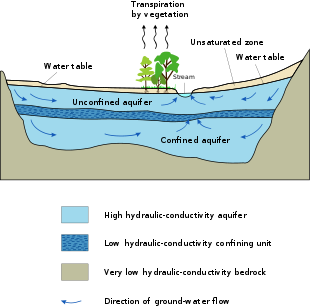 Transpiration
by vegetation
Unsaturated zone
Water table
Water table
Stream
Unconfined aquifer
Confined aquifer
High hydraulic-conductivity aquifer
Low hydraulic-conductivity confining unit
Very low hydraulic-conductivity bedrock
Direction of ground-water flow